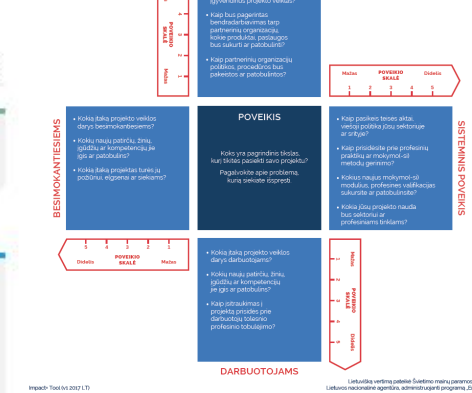 įgyvendinus projekto veiklas?
• Kaip bus pagerintas
bendradarbiavimas tarp
partnerinių organizacijų,
kokie produktai, paslaugos
bus sukurti ar patobulinti?
• Kaip partnerinių organizacijų
politikos, procedūros bus
pakeistos ar patobulintos?
4
3
2
1
POVEIKIO
SKALĖ
Mažas
Mažas
POVEIKIO
SKALĖ
Didelis
1 2 3 4 5
BESIMOKANTIESIEMS
• Kokią įtaką projekto veiklos
darys besimokantiesiems?
• Kokių naujų patirčių, žinių,
įgūdžių ar kompetencijų jie
įgis ar patobulins?
• Kokią įtaką projektas turės jų
požiūriui, elgsenai ar siekiams?
POVEIKIS
Koks yra pagrindinis tikslas,
kurį tikitės pasiekti savo projektu?
Pagalvokite apie problemą,
kurią siekiate išspręsti
• Kaip pasikeis teisės aktai,
viešoji politika jūsų sektoriuje
ar srityje?
• Kaip prisidėsite prie profesinių
praktikų ar mokymo(-si)
metodų gerinimo?
• Kokius naujus mokymo(-si)
modulius, profesines valifikacijas
sukursite ar patobulinsite?
• Kokia jūsų projekto nauda
bus sektoriui ar
profesiniams tinklams?
SISTEMINIS POVEIKIS
5 4 3 2 1
Didelis
POVEIKIO
SKALĖ
Mažas
• Kokią įtaką projekto veiklos
darys darbuotojams?
• Kokių naujų patirčių, žinių,
įgūdžių ar kompetencijų
jie įgis ar patobulins?
• Kaip įsitraukimas į
projektą prisidės prie
darbuotojų tolesnio
profesinio tobulėjimo?
Mažas
POVEIKIO
SKALĖ
Didelis
1
2
3
4
5
DARBUOTOJAMS
Impact+ Tool (v1 2017 LT)
Lietuvišką vertimą pateikė Švietimo mainų paramos
Lietuvos nacionalinė agentūra, administruojanti programą „E